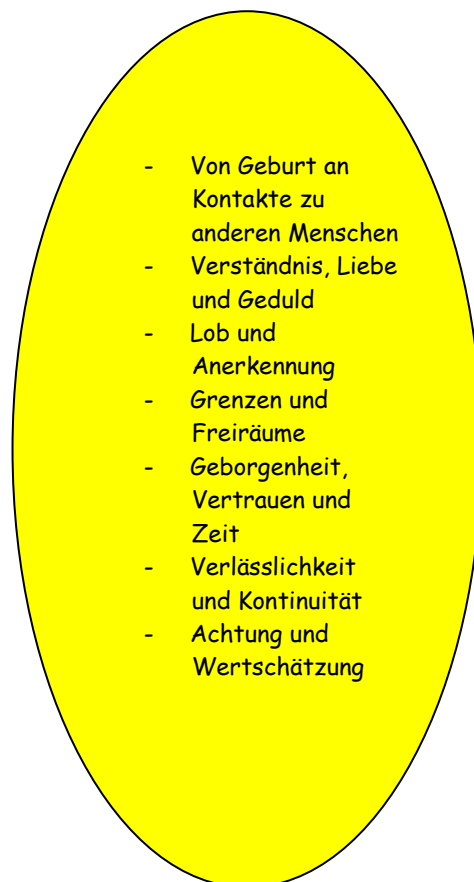 - Von Geburt an
Kontakte zu
anderen Menschen
- Verständnis, Liebe
und Geduld
- Lob und
Anerkennung
- Grenzen und
Freiräume
- Geborgenheit,
Vertrauen und
Zeit
- Verlässlichkeit
und Kontinuität
- Achtung und
Wertschätzung